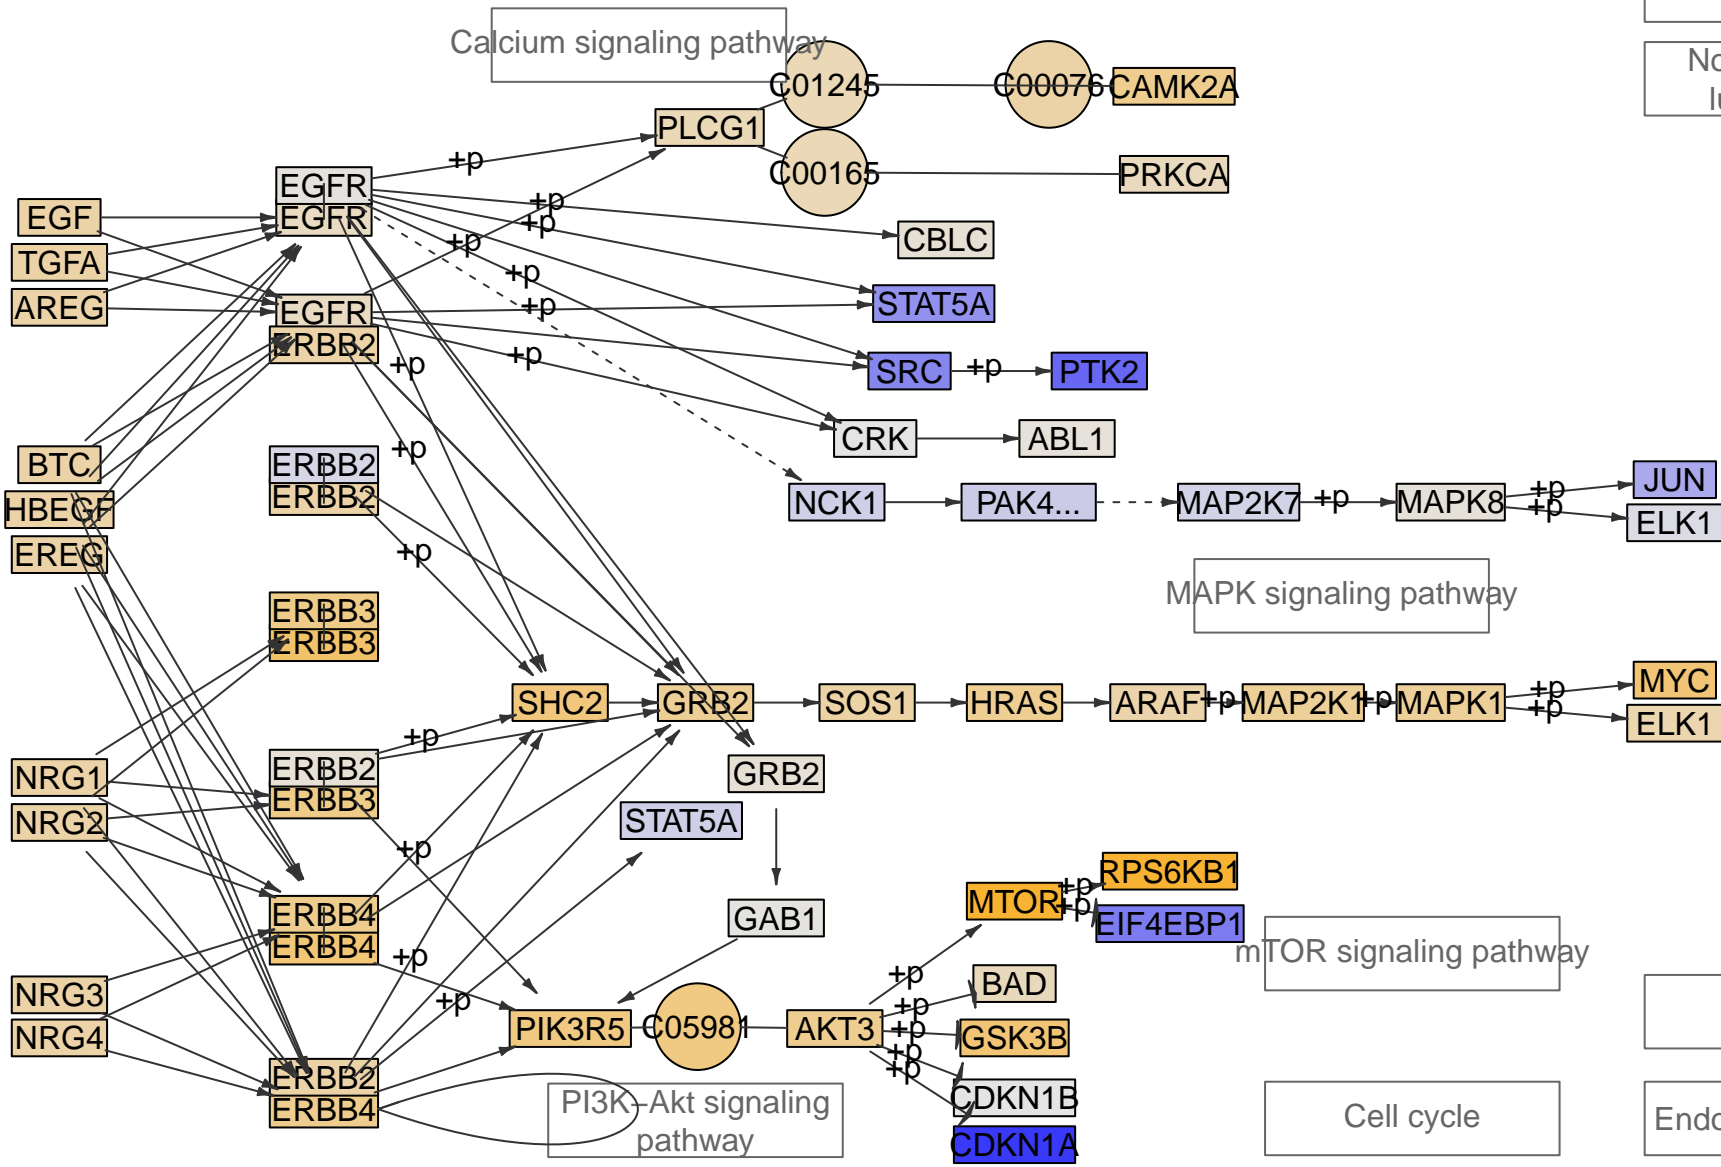 Calcium signaling pathway
No
lu
C01245
C00076
CAMK2A
PLCG1
C00165
PRKCA
+p
EGFR
EGFR
EGF
TGFA
AREG
+p
+p
+p
CBLC
+p
STAT5A
EGFR
ERBB2
+p
+p
+p
SRC
+p
PTK2
CRK
ABL1
BTC
HBEGF
EREG
ERBB2
ERBB2
+p
NCK1
PAK4...
MAP2K7
+p
MAPK8
+p
+p
JUN
ELK1
+p
MAPK signaling pathway
ERBB3
ERBB3
SHC2
GRB2
SOS1
HRAS
ARAF
+p
MAP2K1
+p
MAPK1
+p
+p
MYC
ELK1
NRG1
NRG2
ERBB2
ERBB3
+p
GRB2
STAT5A
+p
GAB1
MTOR
+p
+p
RPS6KB1
EIF4EBP1
mTOR signaling pathway
ERBB4
ERBB4
+p
+p
NRG3
NRG4
PIK3R5
C05981
AKT3
+p
+p
+p
+p
+p
BAD
GSK3B
CDKN1B
CDKN1A
ERBB2
ERBB4
PI3K−Akt signaling
pathway
Cell cycle
Endo